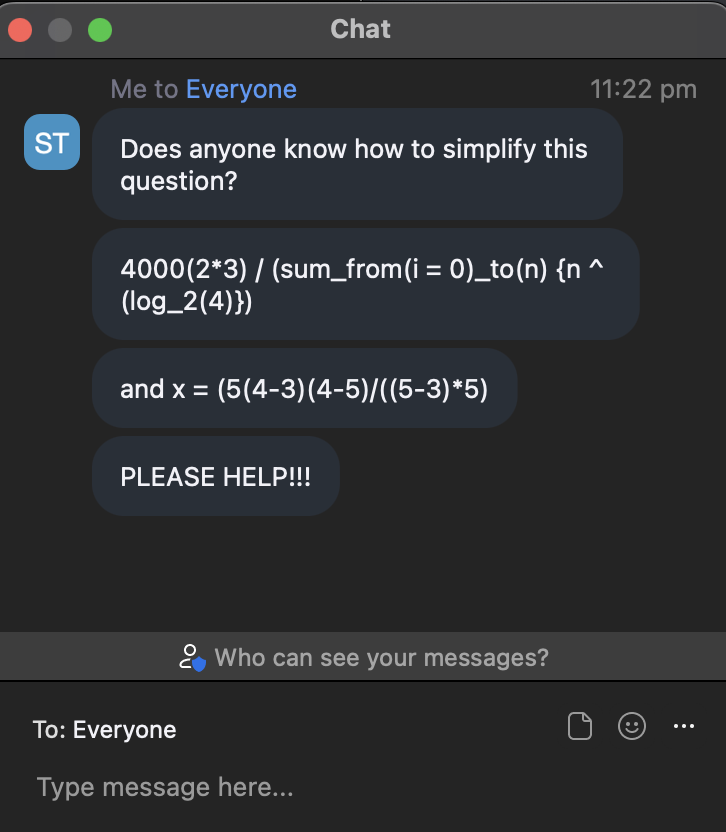 Chat
Me to Everyone 11:22 pm
ST
Does anyone know how to simplify this
question?
4000(2*3) / (sum_from(i = 0)_to(n) {n ^
(log_2(4)})
and x = (5(4-3)(4-5)/((5-3)*5)
PLEASE HELP!!!
Who can see your messages?
To: Everyone
Type message here...